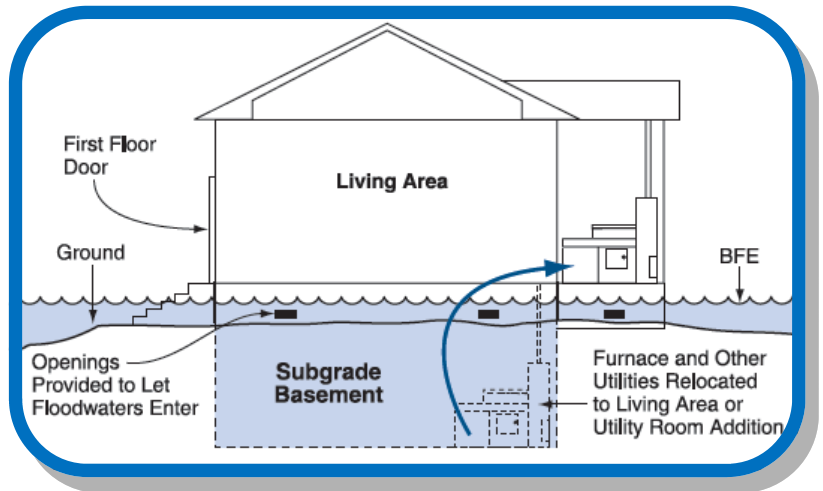 First Floor
Door
Living Area
Ground
BFE
Openings
Provided to Let
Floodwaters Enter
Subgrade
Basement
Furnace and Other
Utilities Relocated
to Living Area or
Utility Room Addition